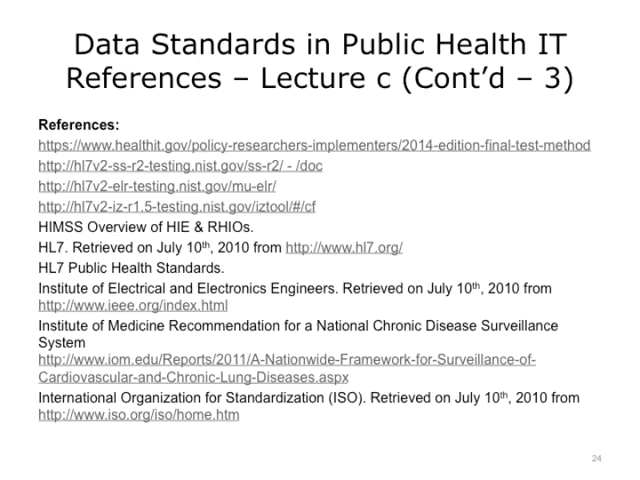 Data Standards in Public Health IT
References – Lecture c (Cont’d – 3)
References:
https://www.healthit.gov/policy-researchers-implementers/2014-edition-final-test-method
http://hl7v2-ss-r2-testing.nist.gov/ss-r2/ - /doc
http://hl7v2-elr-testing.nist.gov/mu-elr/
http://hl7v2-iz-r1.5-testing.nist.gov/iztool/#/cf
HIMSS Overview of HIE & RHIOs.
HL7. Retrieved on July 10th, 2010 from http://www.hl7.org/
HL7 Public Health Standards.
Institute of Electrical and Electronics Engineers. Retrieved on July 10th, 2010 from
http://www.ieee.org/index.html
Institute of Medicine Recommendation for a National Chronic Disease Surveillance
System
http://www.iom.edu/Reports/2011/A-Nationwide-Framework-for-Surveillance-of-
Cardiovascular-and-Chronic-Lung-Diseases.aspx
International Organization for Standardization (ISO). Retrieved on July 10th, 2010 from
http://www.iso.org/iso/home.htm
24